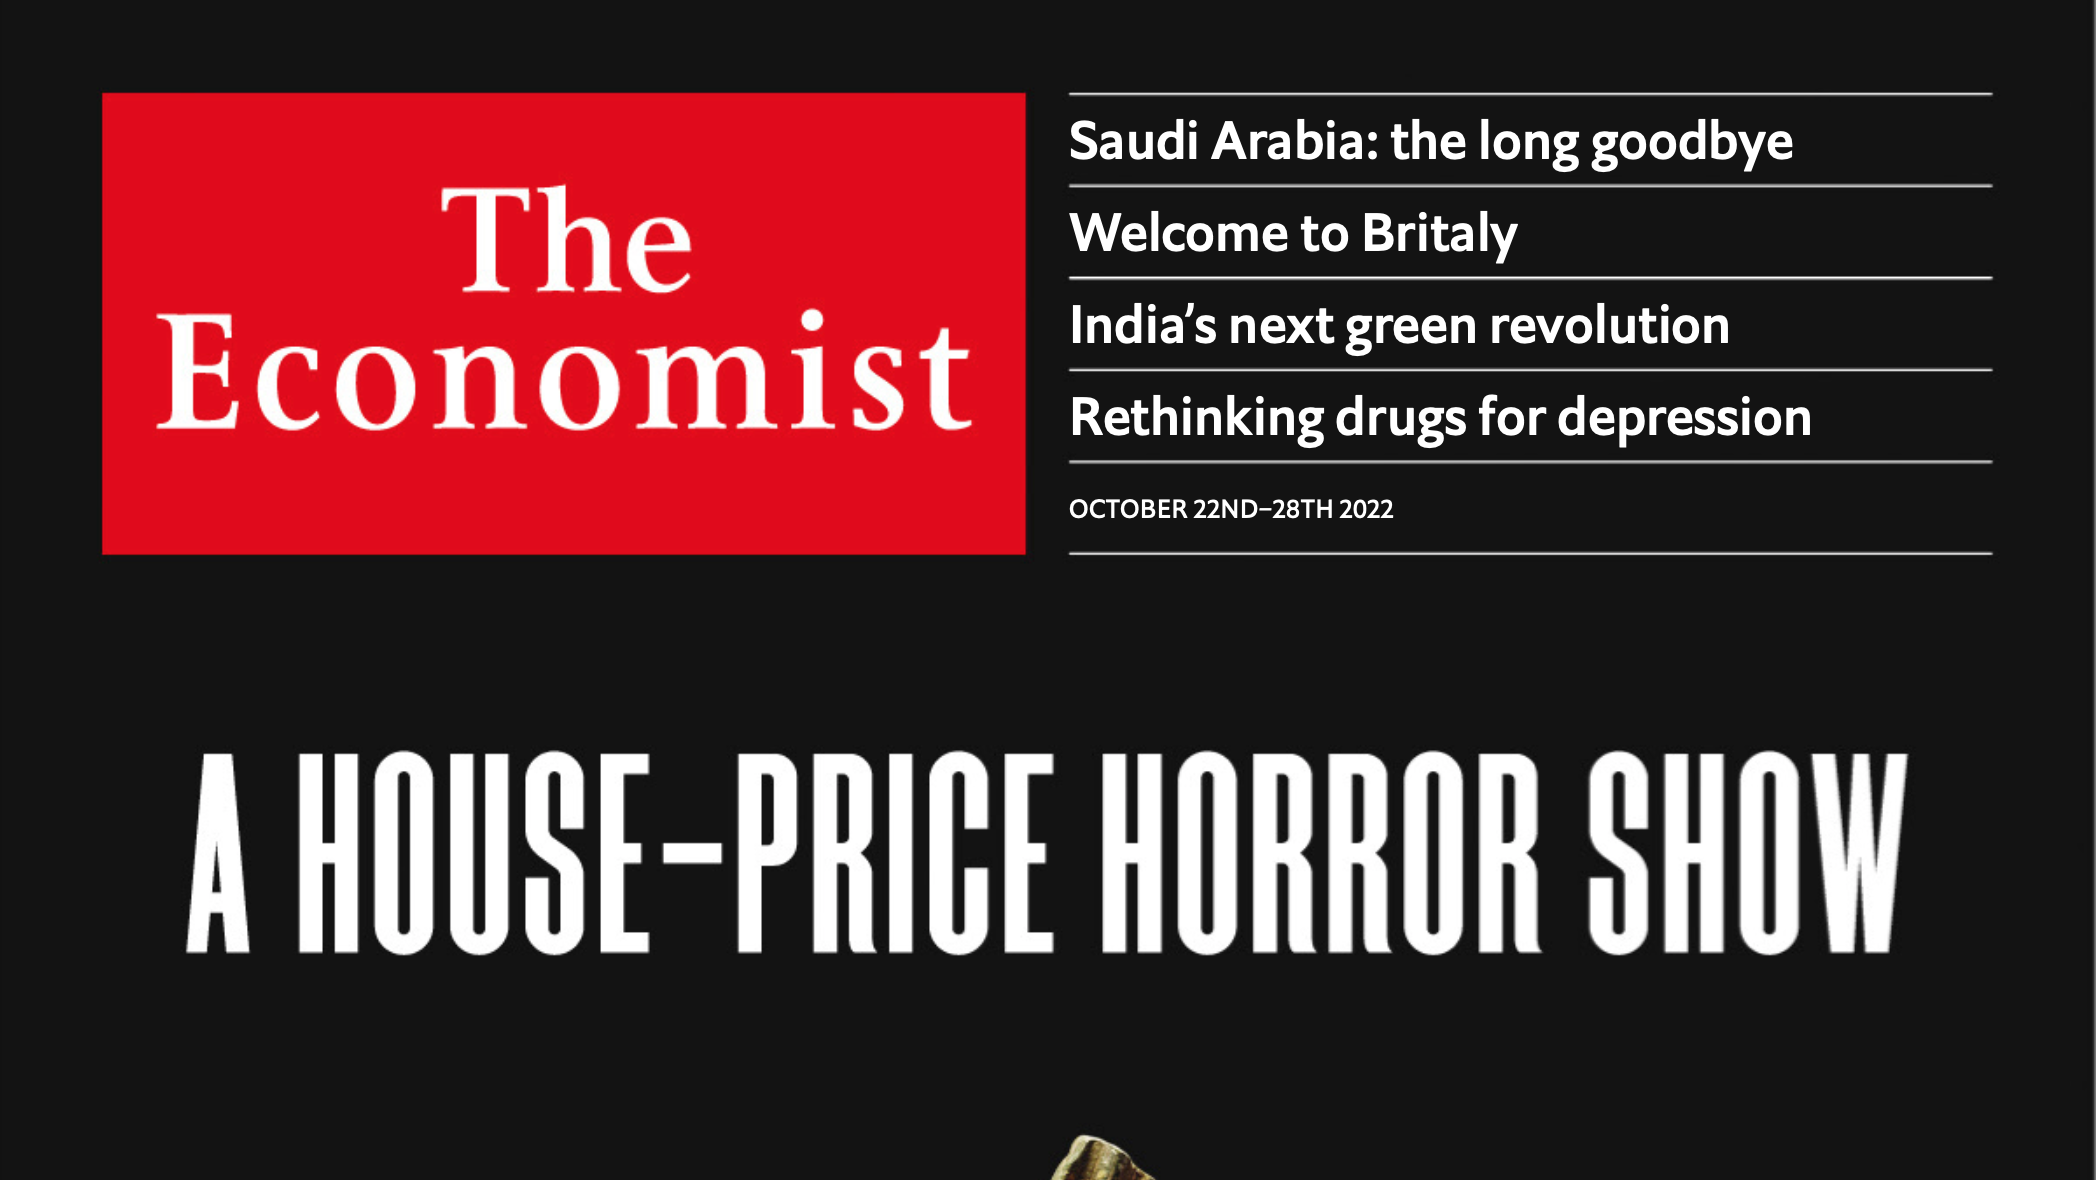 The
Economist
Saudi Arabia: the long goodbye
Welcome to Britaly
India’s next green revolution
Rethinking drugs for depression
OCTOBER 22ND–28TH 2022
A HOUSE–PRICE HORROR SHOW